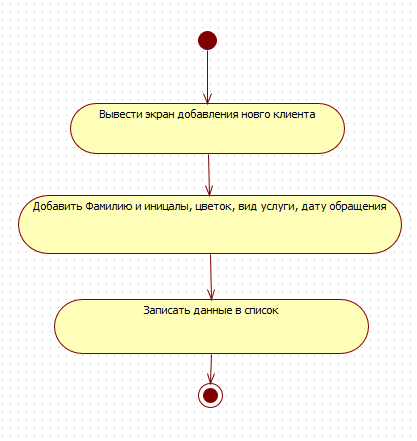 Вывести экран добавления новго клиента
Добавить Фамилию и иницалы, цветок, вид услуги, дату обращения
Записать данные в список